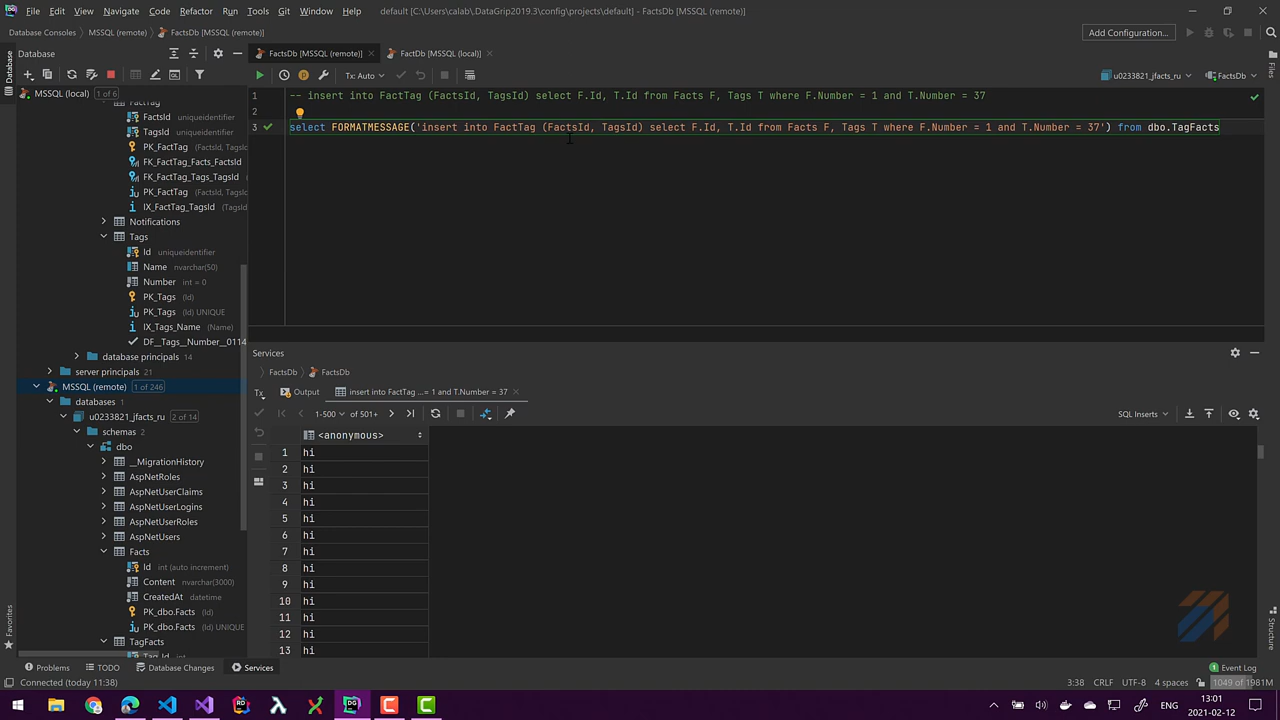 File Edit View Navigate Code Refactor Run Tools Git Window Help default [C:\Users\calab\.DataGrip2019.3\config\projects\default] - FactsDb [MSSQL (remote)]
Database Consoles MSSQL (remote) FactsDb [MSSQL (remote)] Add Configuration...
Database FactsDb [MSSQL (remote)] FactDb [MSSQL (local)]
Tx: Auto u0233821_jfacts_ru FactsDb
MSSQL (local) 1 of 6
FactTag
FactsId uniqueidentifier
TagsId uniqueidentifier
PK_FactTag (FactsId, TagsId)
FK_FactTag_Facts_FactsId
FK_FactTag_Tags_TagsId
PK_FactTag (FactsId, TagsId)
IX_FactTag_TagsId (TagsId)
Notifications
Tags
Id uniqueidentifier
Name nvarchar(50)
Number int = 0
PK_Tags (Id)
PK_Tags (Id) UNIQUE
IX_Tags_Name (Name)
DF__Tags__Number__0114
database principals 14
server principals 21
MSSQL (remote) 1 of 246
databases 1
u0233821_jfacts_ru 2 of 14
schemas 2
dbo
__MigrationHistory
AspNetRoles
AspNetUserClaims
AspNetUserLogins
AspNetUserRoles
AspNetUsers
Facts
Id int (auto increment)
Content nvarchar(3000)
CreatedAt datetime
PK_dbo.Facts (Id)
PK_dbo.Facts (Id) UNIQUE
TagFacts
Tag_Id int
1 -- insert into FactTag (FactsId, TagsId) select F.Id, T.Id from Facts F, Tags T where F.Number = 1 and T.Number = 37
2
3 select FORMATMESSAGE('insert into FactTag (FactsId, TagsId) select F.Id, T.Id from Facts F, Tags T where F.Number = 1 and T.Number = 37') from dbo.TagFacts
Services
FactsDb FactsDb
Tx Output insert into FactTag ...= 1 and T.Number = 37
1-500 of 501+ SQL Inserts
<anonymous>
1 hi
2 hi
3 hi
4 hi
5 hi
6 hi
7 hi
8 hi
9 hi
10 hi
11 hi
12 hi
13 hi
Database
Favorites
Files
Structure
Problems TODO Database Changes Services Event Log
Connected (today 11:38) 3:38 CRLF UTF-8 4 spaces 1049 of 1981M
ENG 13:01
2021-02-12